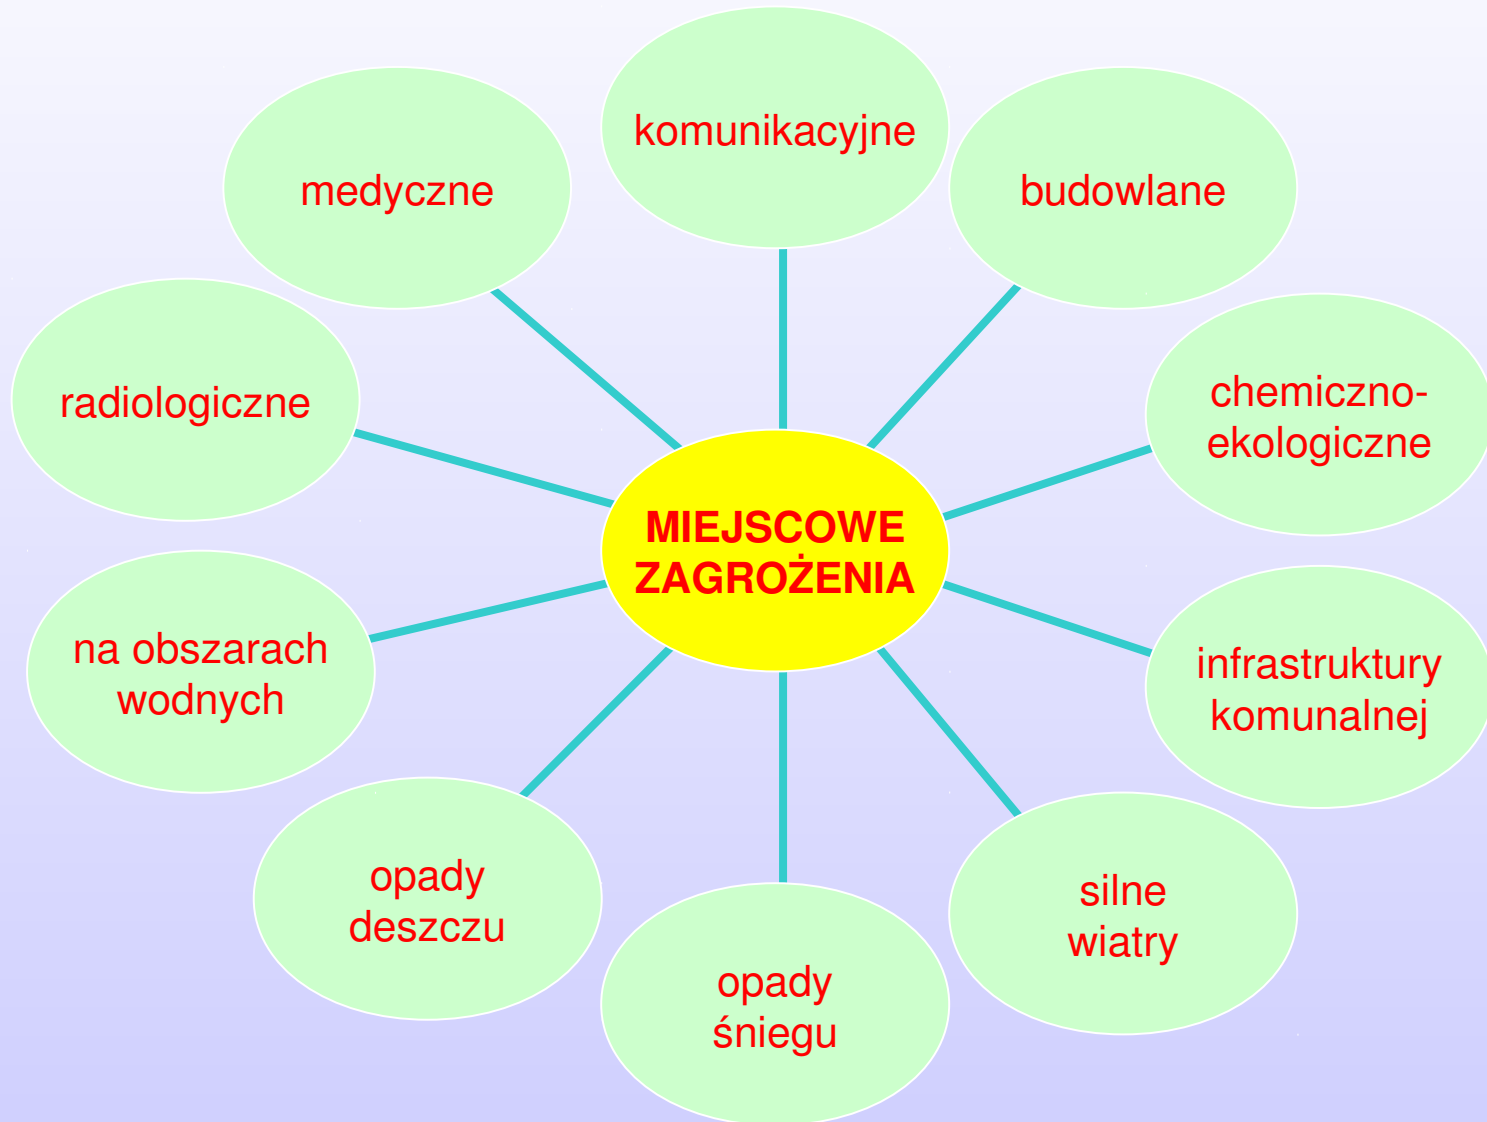 komunikacyjne
medyczne
budowlane
radiologiczne
chemiczno-
ekologiczne
MIEJSCOWE
ZAGROŻENIA
na obszarach
wodnych
infrastruktury
komunalnej
opady
deszczu
silne
wiatry
opady
śniegu